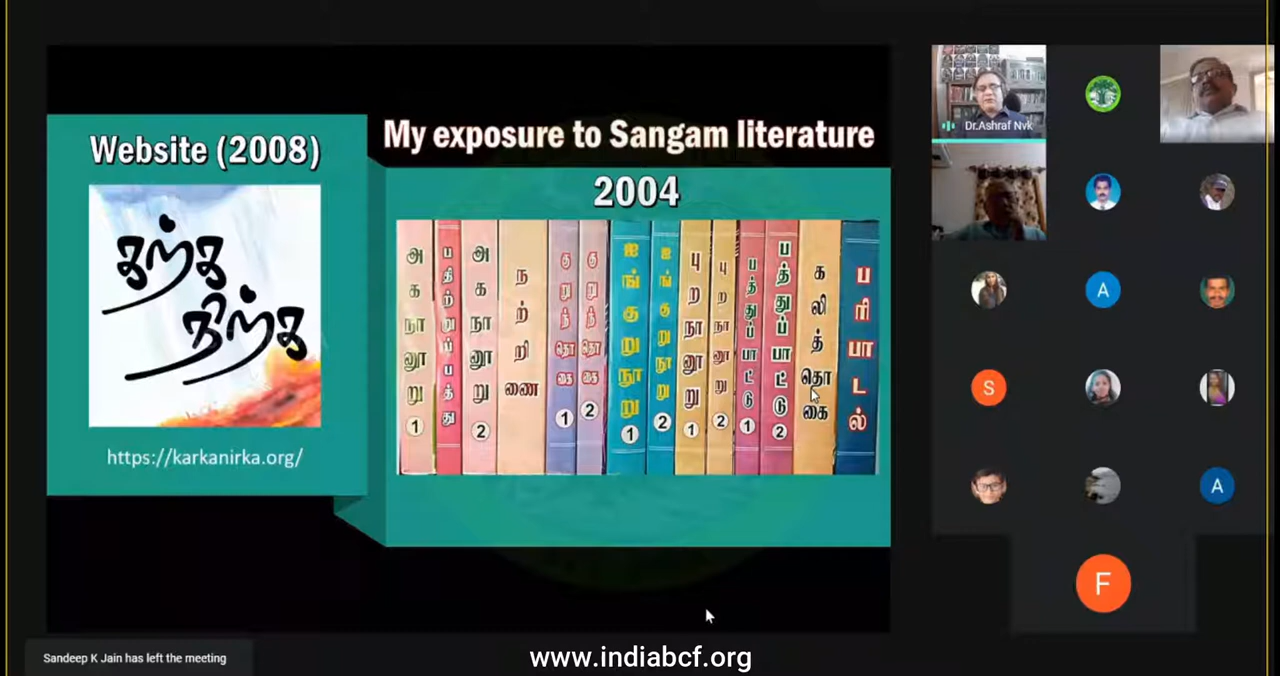 Website (2008)
கற்க
நிற்க
https://karkanirka.org/
My exposure to Sangam literature
2004
அகநானூறு 1
பதிற்றுப்பத்து
அகநானூறு 2
நற்றிணை
குறுந்தொகை 1
குறுந்தொகை 2
ஐங்குறுநூறு 1
ஐங்குறுநூறு 2
புறநானூறு 1
புறநானூறு 2
பத்துப்பாட்டு 1
பத்துப்பாட்டு 2
கலித்தொகை
பரிபாடல்
Dr.Ashraf Nvk
A
S
A
F
Sandeep K Jain has left the meeting
www.indiabcf.org